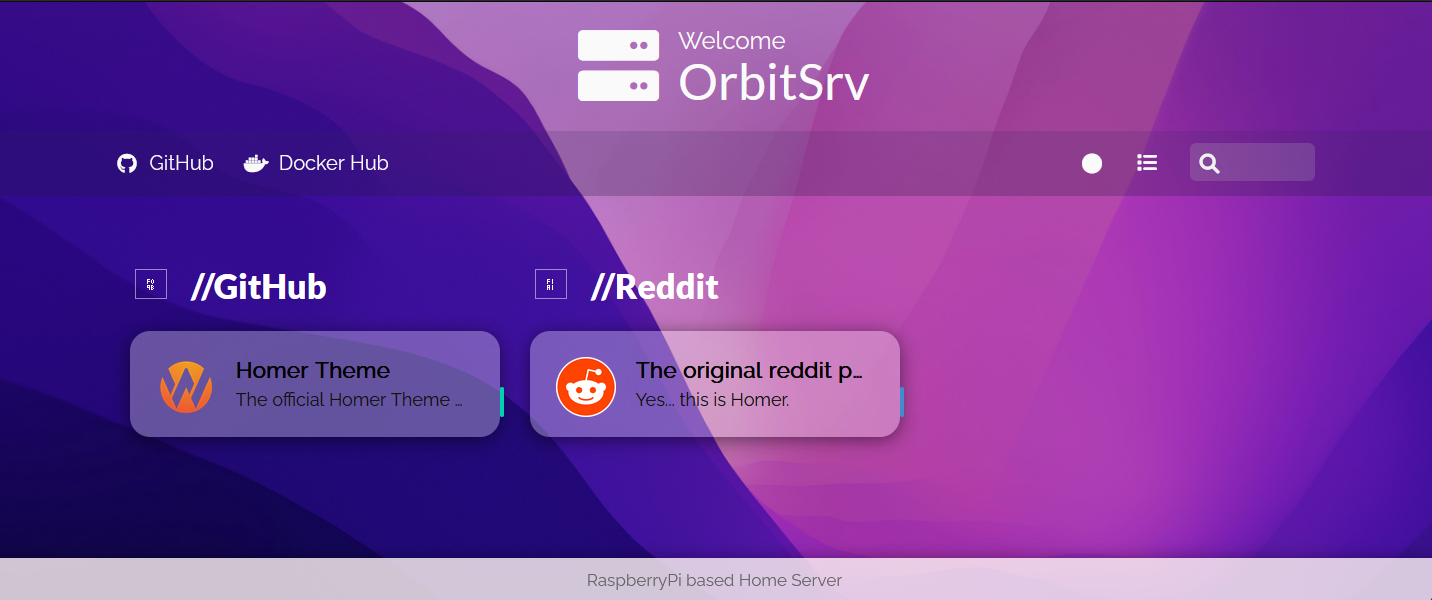 Welcome
OrbitSrv
GitHub
Docker Hub
//GitHub
//Reddit
Homer Theme
The official Homer Theme ...
The original reddit p...
Yes... this is Homer.
RaspberryPi based Home Server